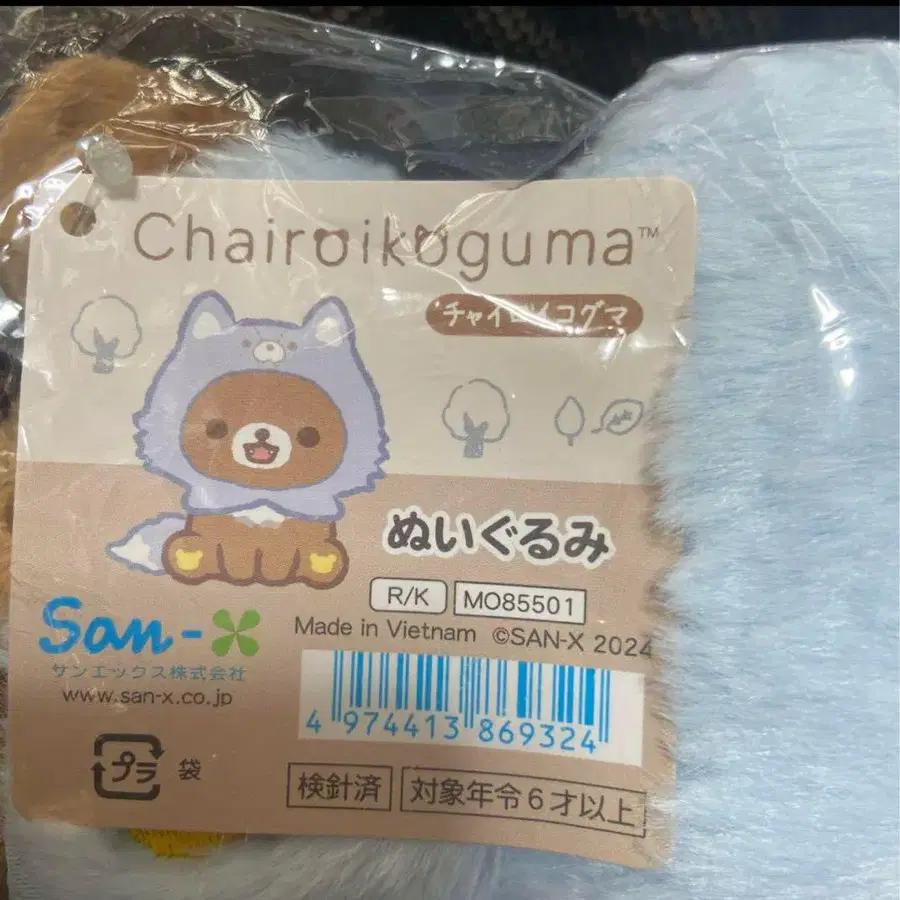 Chairoikoguma™
チャイロイコグマ
ぬいぐるみ
R/K MO85501
Made in Vietnam ©SAN-X 2024
San-X
サンエックス株式会社
www.san-x.co.jp
4 974413 869324
プラ 袋
検針済 対象年令6才以上